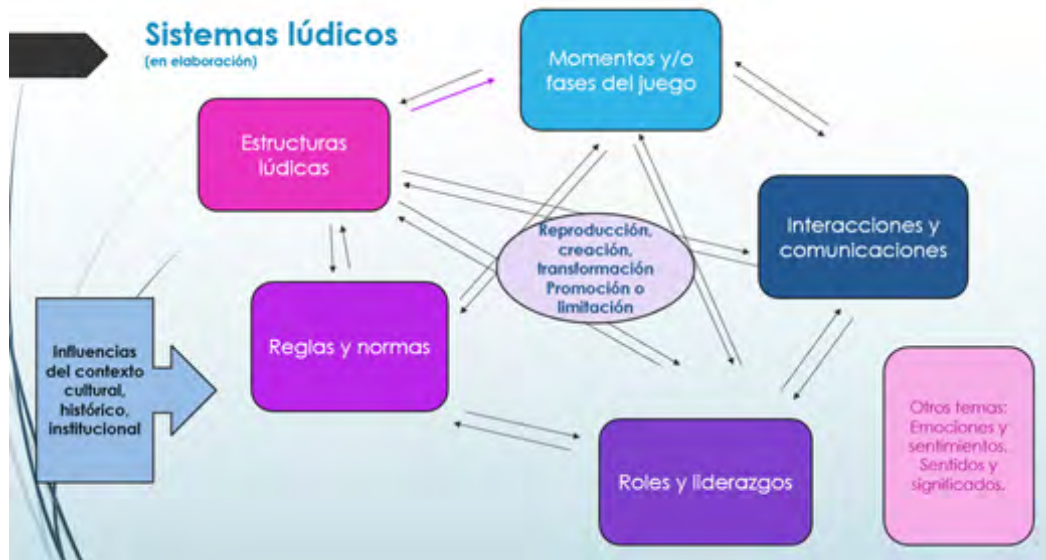 Sistemas lúdicos
(en elaboración)
Momentos y/o
fases del juego
Estructuras
lúdicas
Interacciones y
comunicaciones
Reproducción,
creación,
transformación
Promoción o
limitación
Reglas y normas
Influencias
del contexto
cultural,
histórico,
institucional
Roles y liderazgos
Otros temas:
Emociones y
sentimientos.
Sentidos y
significados.